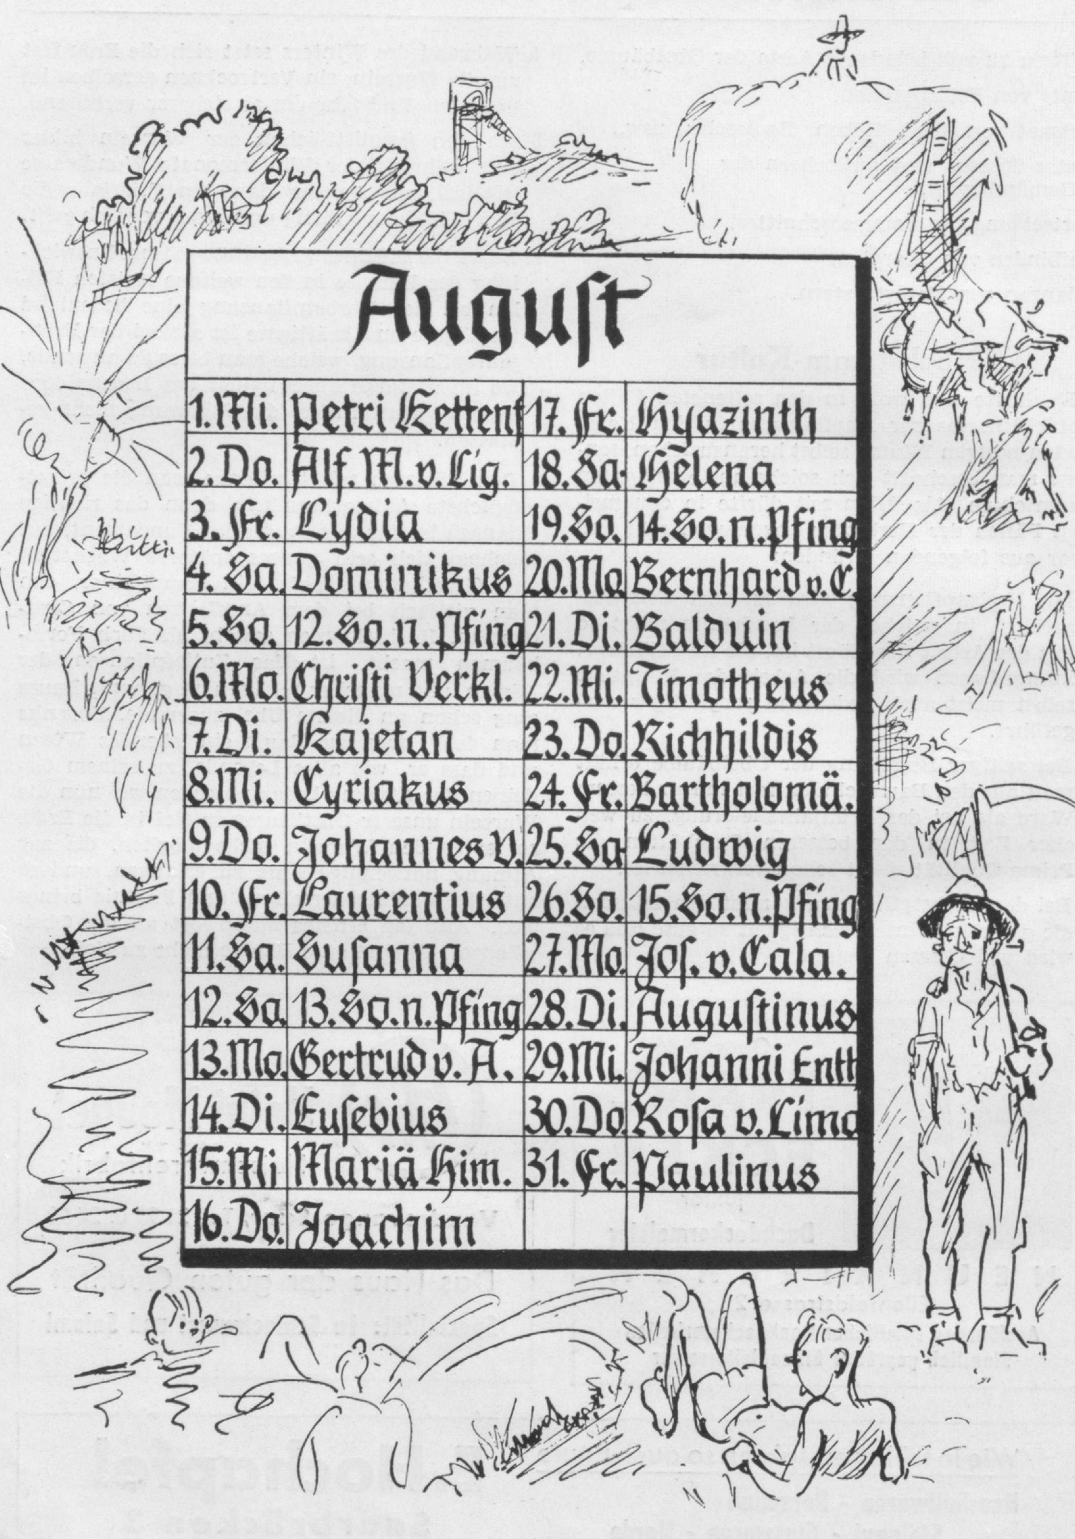 August
1. Mi. Petri Kettenf
2. Do. Alf. M. v. Lig.
3. Fr. Lydia
4. Sa. Dominikus
5. So. 12. So. n. Pfing
6. Mo. Christi Verkl.
7. Di. Kajetan
8. Mi. Cyriakus
9. Do. Johannes V.
10. Fr. Laurentius
11. Sa. Susanna
12. Sa. 13. So. n. Pfing
13. Mo. Gertrud v. A.
14. Di. Eusebius
15. Mi Mariä Him.
16. Do. Joachim
17. Fr. Hyazinth
18. Sa. Helena
19. So. 14. So. n. Pfing
20. Mo. Bernhard v. C.
21. Di. Balduin
22. Mi. Timotheus
23. Do. Richhildis
24. Fr. Bartholomä.
25. Sa. Ludwig
26. So. 15. So. n. Pfing
27. Mo. Jos. v. Cala.
28. Di. Augustinus
29. Mi. Johanni Enth
30. Do. Rosa v. Lima
31. Fr. Paulinus